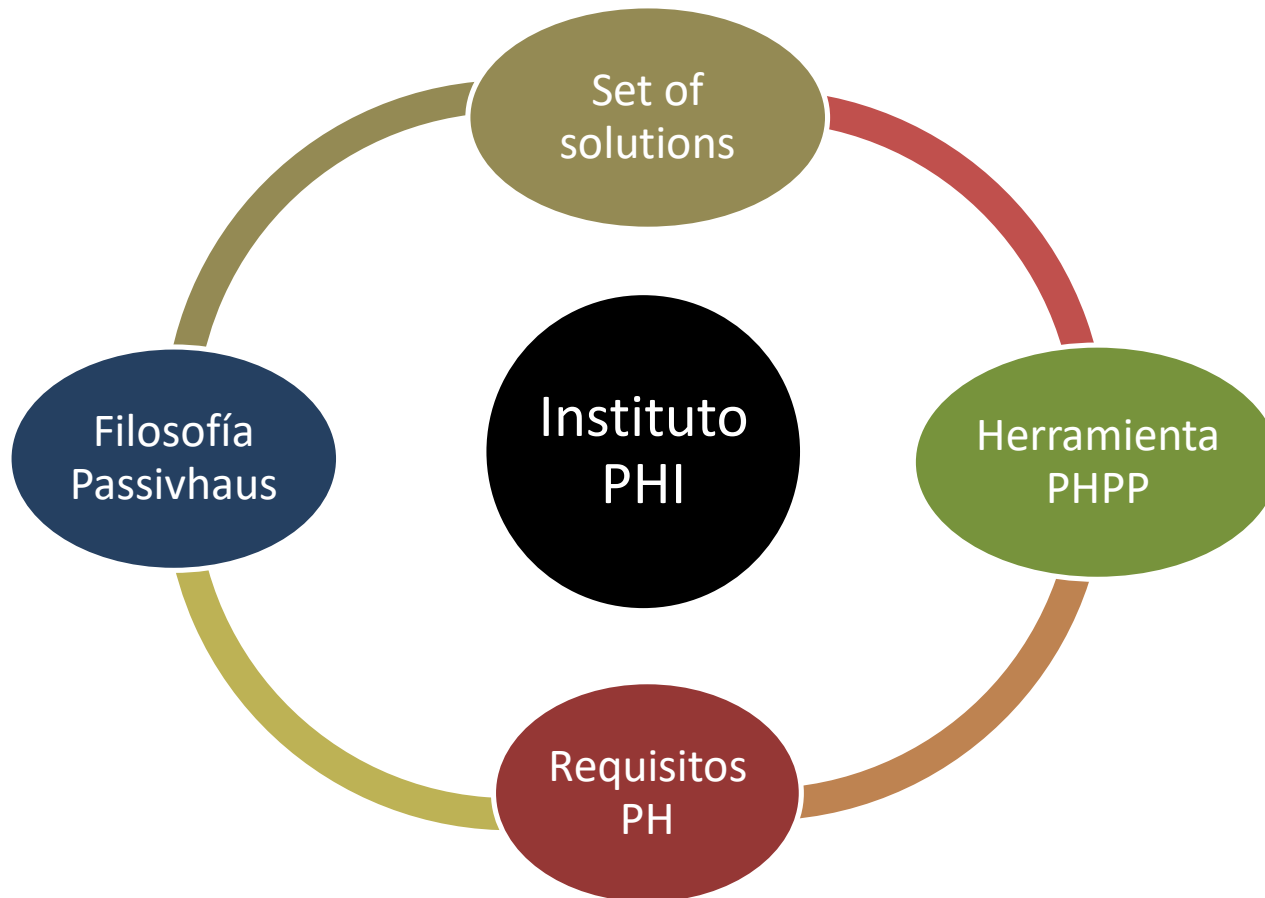 Set of
solutions
Filosofía
Passivhaus
Instituto
PHI
Herramienta
PHPP
Requisitos
PH